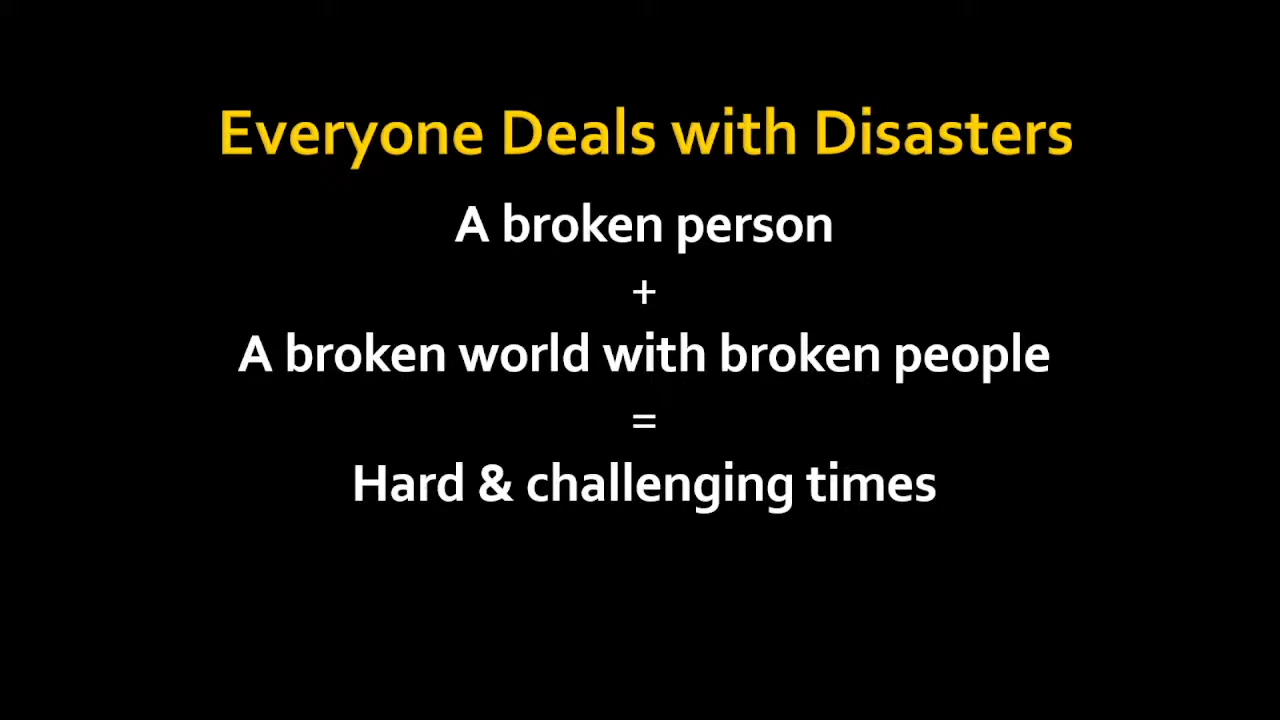 Everyone Deals with Disasters
A broken person
+
A broken world with broken people
=
Hard & challenging times